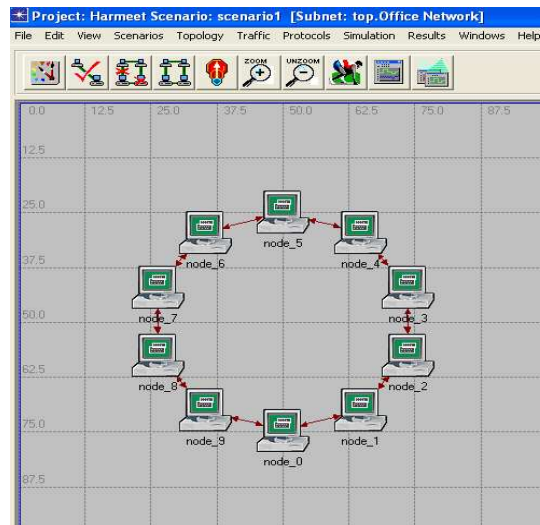 Project: Harmeet Scenario: scenario1 [Subnet: top.Office Network]
File Edit View Scenarios Topology Traffic Protocols Simulation Results Windows Help
ZOOM UNZOOM
0.0 12.5 25.0 37.5 50.0 62.5 75.0 87.5
12.5
25.0
node_5
node_6 node_4
37.5
50.0
node_7 node_3
62.5
node_8 node_2
75.0
node_9 node_1
node_0
87.5